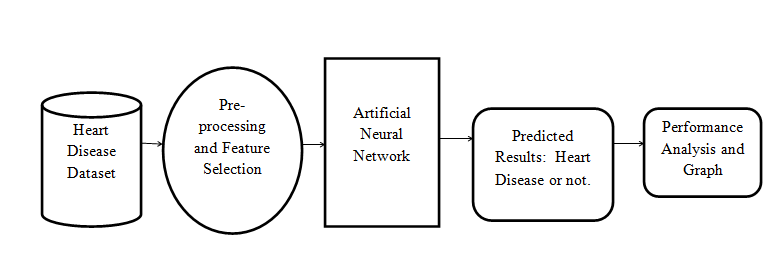 Heart
Disease
Dataset
Pre-
processing
and Feature
Selection
Artificial
Neural
Network
Predicted
Results:  Heart
Disease or not.
Performance
Analysis and
Graph